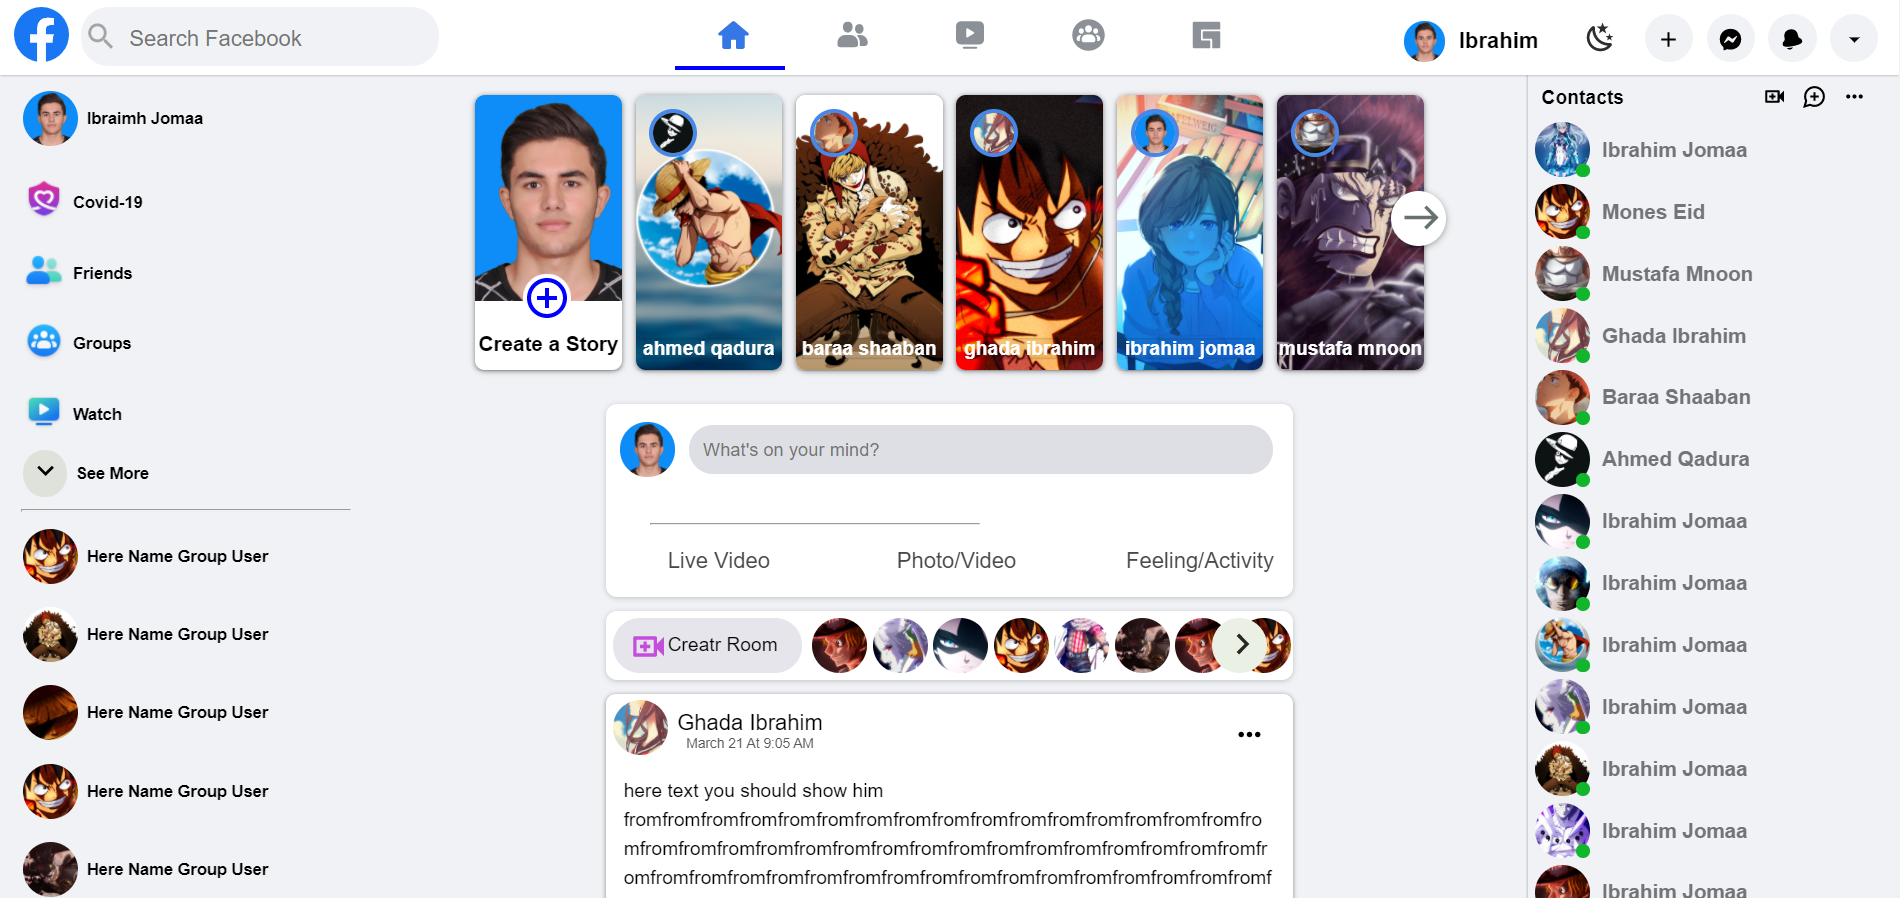 Search Facebook
Ibrahim
Ibraimh Jomaa
Covid-19
Friends
Groups
Watch
See More
Here Name Group User
Here Name Group User
Here Name Group User
Here Name Group User
Here Name Group User
Create a Story
ahmed qadura
baraa shaaban
ghada ibrahim
ibrahim jomaa
mustafa mnoon
What's on your mind?
Live Video
Photo/Video
Feeling/Activity
Creatr Room
Ghada Ibrahim
March 21 At 9:05 AM
here text you should show him
fromfromfromfromfromfromfromfromfromfromfromfromfromfromfromfromfro
mfromfromfromfromfromfromfromfromfromfromfromfromfromfromfromfromfr
omfromfromfromfromfromfromfromfromfromfromfromfromfromfromfromfromf
Contacts
Ibrahim Jomaa
Mones Eid
Mustafa Mnoon
Ghada Ibrahim
Baraa Shaaban
Ahmed Qadura
Ibrahim Jomaa
Ibrahim Jomaa
Ibrahim Jomaa
Ibrahim Jomaa
Ibrahim Jomaa
Ibrahim Jomaa
Ibrahim Jomaa